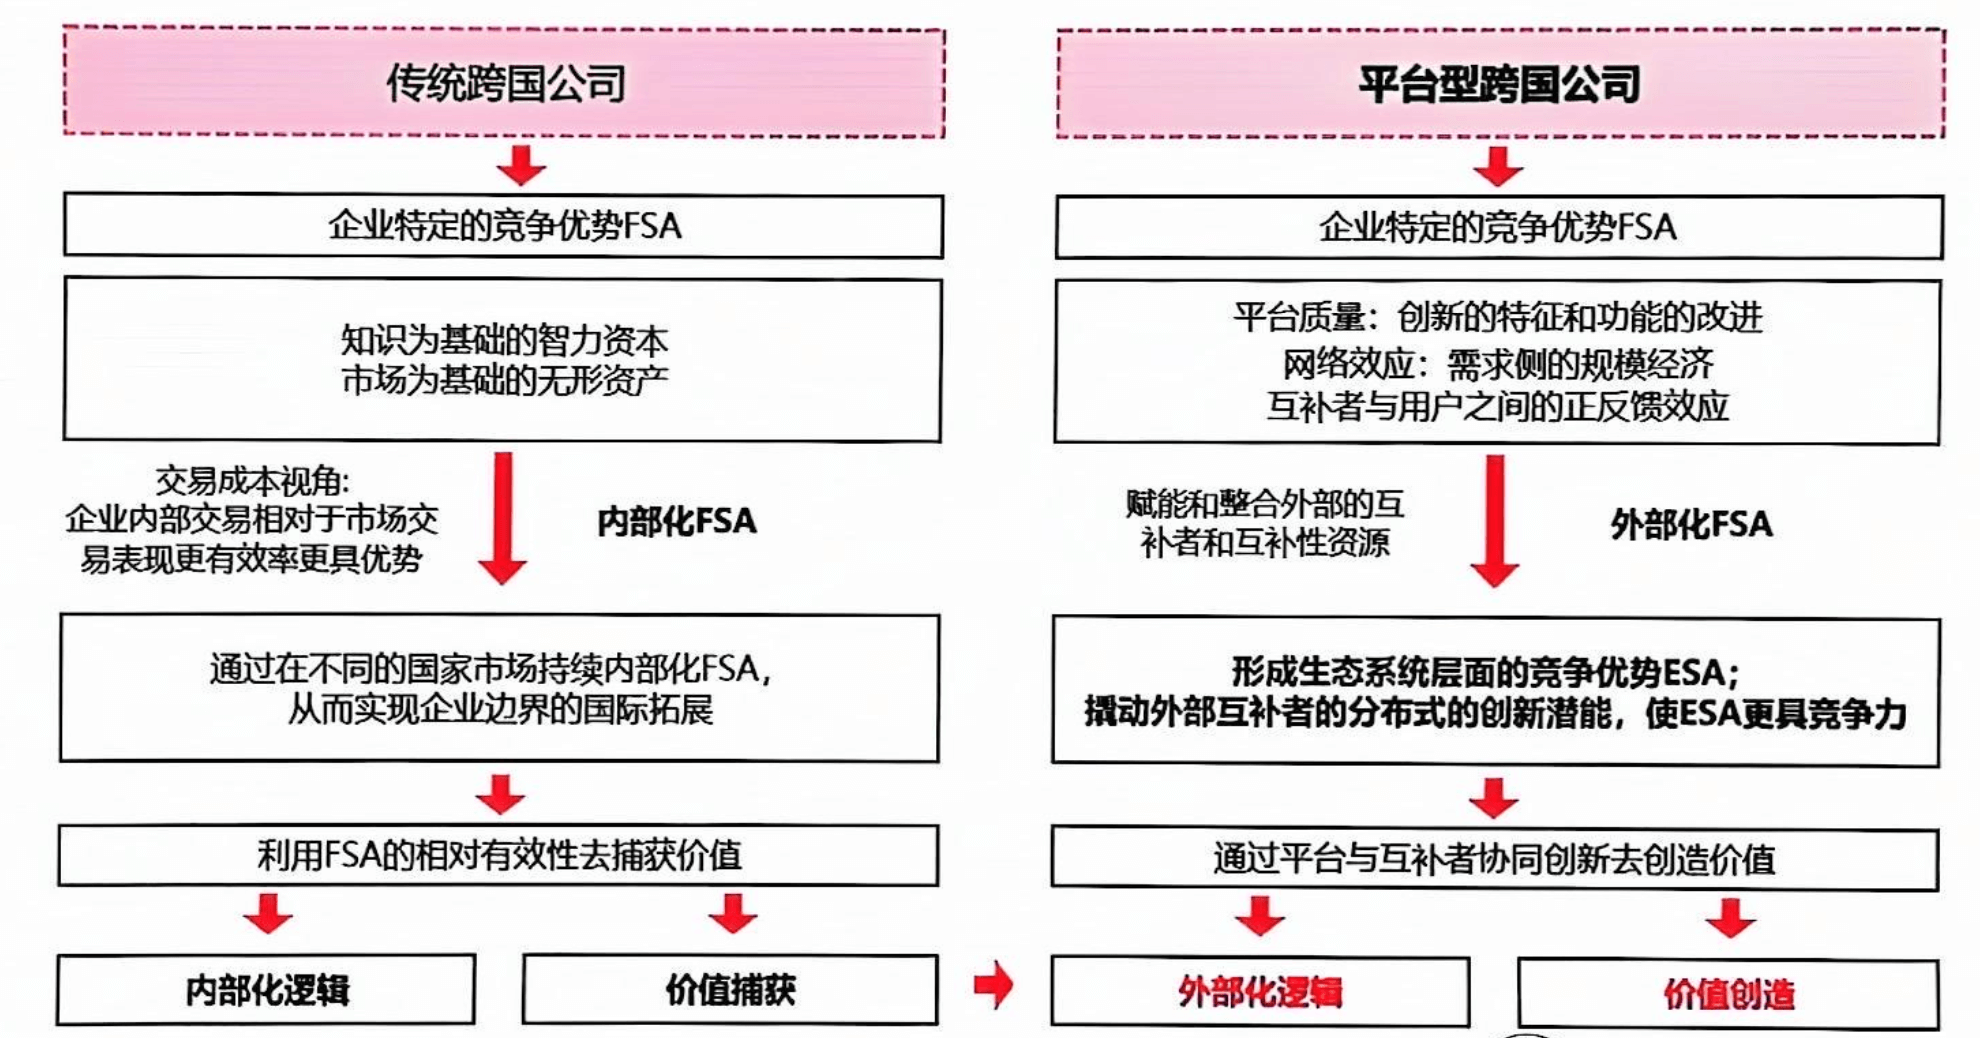 传统跨国公司
企业特定的竞争优势FSA
知识为基础的智力资本
市场为基础的无形资产
交易成本视角:
企业内部交易相对于市场交
易表现更有效率更具优势
内部化FSA
通过在不同的国家市场持续内部化FSA,
从而实现企业边界的国际拓展
利用FSA的相对有效性去捕获价值
内部化逻辑
价值捕获
平台型跨国公司
企业特定的竞争优势FSA
平台质量：创新的特征和功能的改进
网络效应：需求侧的规模经济
互补者与用户之间的正反馈效应
赋能和整合外部的互
补者和互补性资源
外部化FSA
形成生态系统层面的竞争优势ESA；
撬动外部互补者的分布式的创新潜能，使ESA更具竞争力
通过平台与互补者协同创新去创造价值
外部化逻辑
价值创造